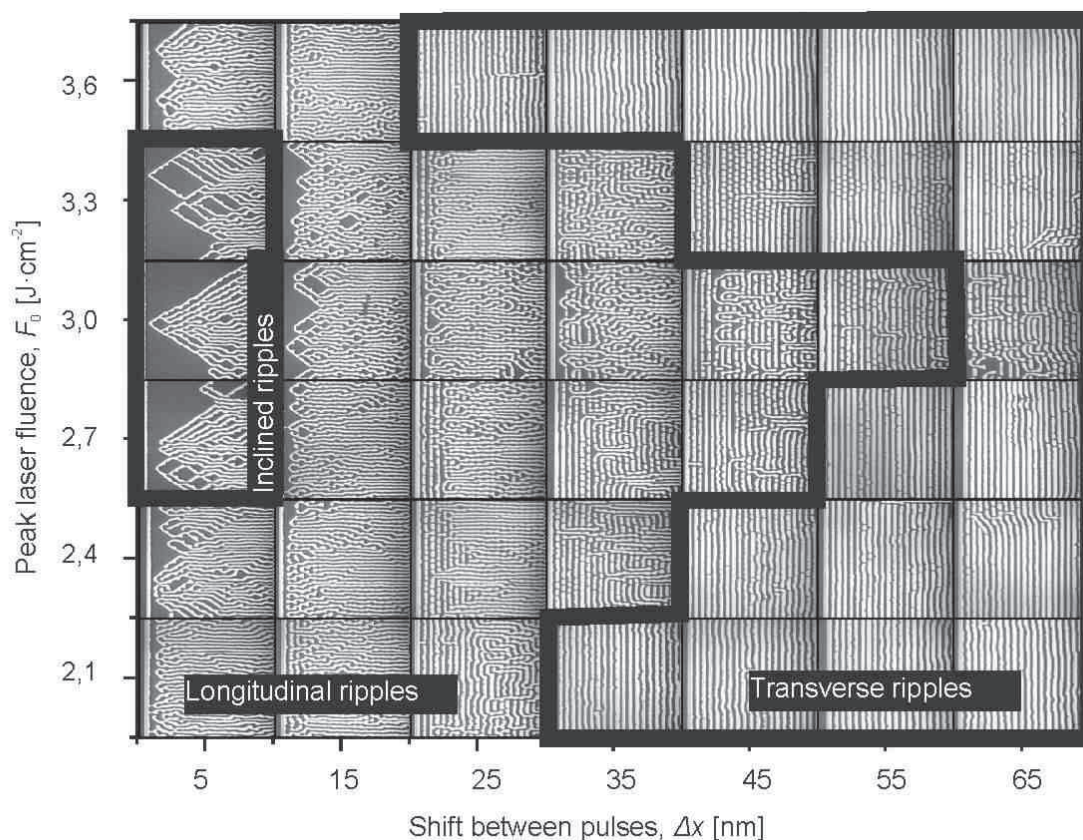 3,6
3,3
3,0
2,7
2,4
2,1
Peak laser fluence, F₀ [J·cm⁻²]
Inclined ripples
Longitudinal ripples
Transverse ripples
5 15 25 35 45 55 65
Shift between pulses, Δx [nm]